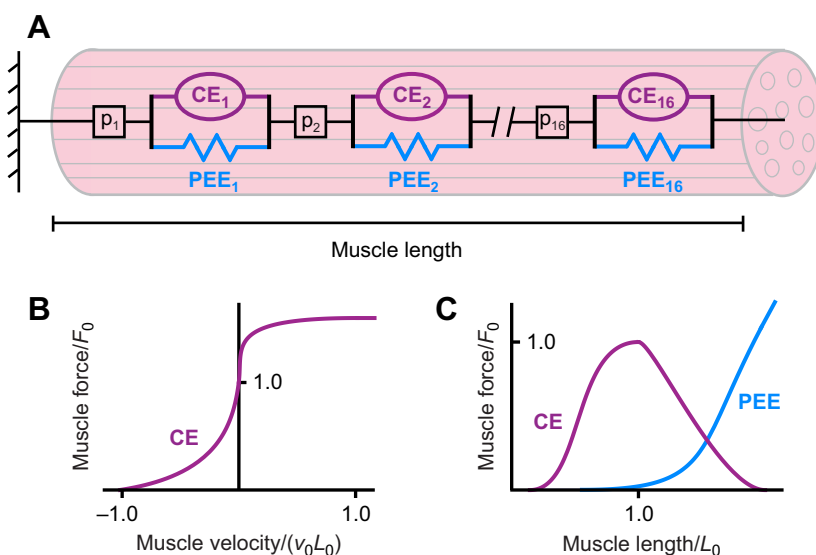 A
p1 CE1 p2 CE2 p16 CE16
PEE1 PEE2 PEE16
Muscle length
B
Muscle force/F0
1.0
CE
–1.0 1.0
Muscle velocity/(v0L0)
C
Muscle force/F0
1.0
CE
PEE
1.0
Muscle length/L0